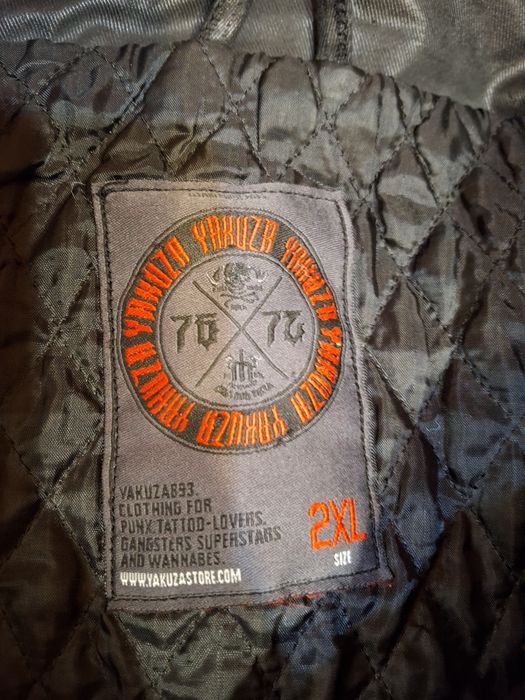 YAKUZA YAKUZA YAKUZA YAKUZA YAKUZA YAKUZA YAKUZA
76 76
YAKUZA893.
CLOTHING FOR
PUNX,TATTOO-LOVERS,
GANGSTERS SUPERSTARS
AND WANNABES.
2XL
SIZE
WWW.YAKUZASTORE.COM